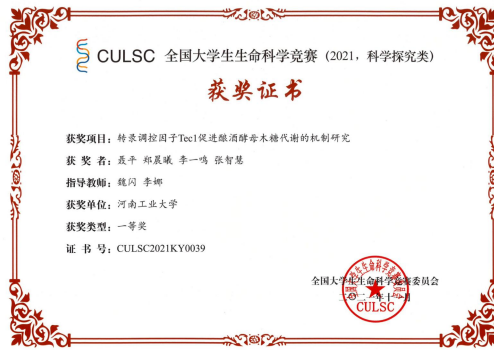 CULSC 全国大学生生命科学竞赛（2021，科学探究类）
获奖证书
获奖项目：转录调控因子Tec1促进酿酒酵母木糖代谢的机制研究
获 奖 者：聂平 郑晨曦 李一鸣 张智慧
指导教师：魏闪 李娜
获奖单位：河南工业大学
获奖类型：一等奖
证 书 号：CULSC2021KY0039
全国大学生生命科学竞赛委员会
CULSC